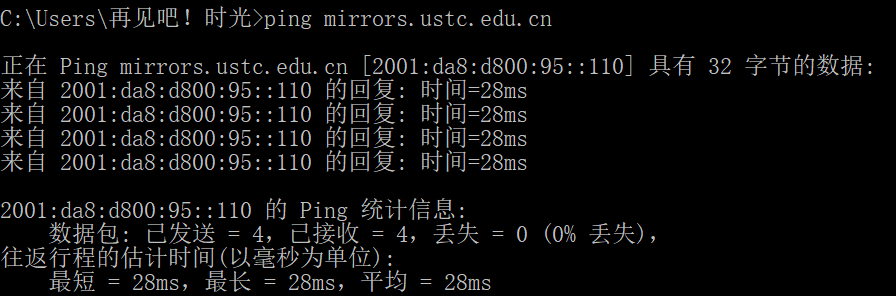 C:\Users\再见吧！时光>ping mirrors.ustc.edu.cn
正在 Ping mirrors.ustc.edu.cn [2001:da8:d800:95::110] 具有 32 字节的数据:
来自 2001:da8:d800:95::110 的回复: 时间=28ms
来自 2001:da8:d800:95::110 的回复: 时间=28ms
来自 2001:da8:d800:95::110 的回复: 时间=28ms
来自 2001:da8:d800:95::110 的回复: 时间=28ms
2001:da8:d800:95::110 的 Ping 统计信息:
数据包: 已发送 = 4，已接收 = 4，丢失 = 0 (0% 丢失)，
往返行程的估计时间(以毫秒为单位):
最短 = 28ms，最长 = 28ms，平均 = 28ms